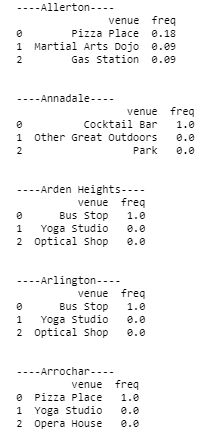 ----Allerton----
venue freq
0 Pizza Place 0.18
1 Martial Arts Dojo 0.09
2 Gas Station 0.09
----Annadale----
venue freq
0 Cocktail Bar 1.0
1 Other Great Outdoors 0.0
2 Park 0.0
----Arden Heights----
venue freq
0 Bus Stop 1.0
1 Yoga Studio 0.0
2 Optical Shop 0.0
----Arlington----
venue freq
0 Bus Stop 1.0
1 Yoga Studio 0.0
2 Optical Shop 0.0
----Arrochar----
venue freq
0 Pizza Place 1.0
1 Yoga Studio 0.0
2 Opera House 0.0